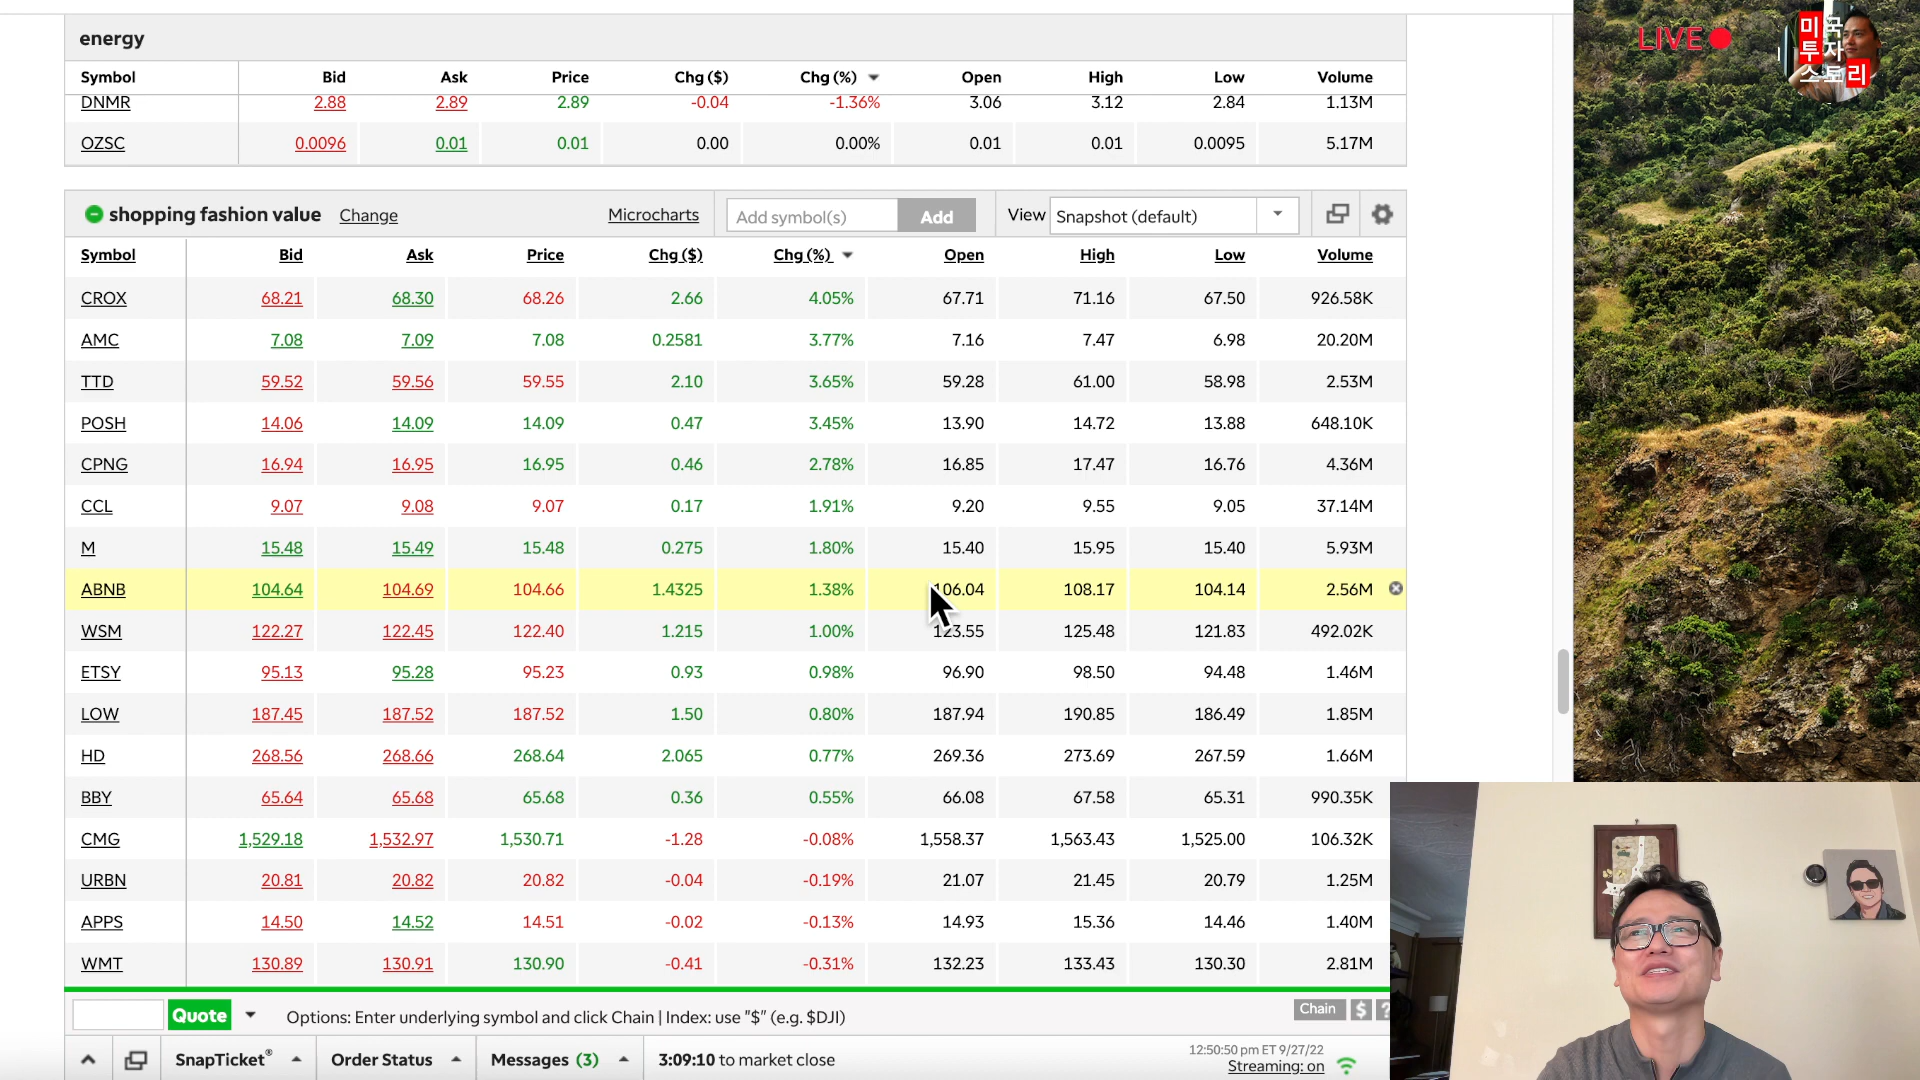 energy
Symbol Bid Ask Price Chg ($) Chg (%) Open High Low Volume
DNMR 2.88 2.89 2.89 -0.04 -1.36% 3.06 3.12 2.84 1.13M
OZSC 0.0096 0.01 0.01 0.00 0.00% 0.01 0.01 0.0095 5.17M
shopping fashion value Change Microcharts Add symbol(s) Add View Snapshot (default)
Symbol Bid Ask Price Chg ($) Chg (%) Open High Low Volume
CROX 68.21 68.30 68.26 2.66 4.05% 67.71 71.16 67.50 926.58K
AMC 7.08 7.09 7.08 0.2581 3.77% 7.16 7.47 6.98 20.20M
TTD 59.52 59.56 59.55 2.10 3.65% 59.28 61.00 58.98 2.53M
POSH 14.06 14.09 14.09 0.47 3.45% 13.90 14.72 13.88 648.10K
CPNG 16.94 16.95 16.95 0.46 2.78% 16.85 17.47 16.76 4.36M
CCL 9.07 9.08 9.07 0.17 1.91% 9.20 9.55 9.05 37.14M
M 15.48 15.49 15.48 0.275 1.80% 15.40 15.95 15.40 5.93M
ABNB 104.64 104.69 104.66 1.4325 1.38% 106.04 108.17 104.14 2.56M
WSM 122.27 122.45 122.40 1.215 1.00% 123.55 125.48 121.83 492.02K
ETSY 95.13 95.28 95.23 0.93 0.98% 96.90 98.50 94.48 1.46M
LOW 187.45 187.52 187.52 1.50 0.80% 187.94 190.85 186.49 1.85M
HD 268.56 268.66 268.64 2.065 0.77% 269.36 273.69 267.59 1.66M
BBY 65.64 65.68 65.68 0.36 0.55% 66.08 67.58 65.31 990.35K
CMG 1,529.18 1,532.97 1,530.71 -1.28 -0.08% 1,558.37 1,563.43 1,525.00 106.32K
URBN 20.81 20.82 20.82 -0.04 -0.19% 21.07 21.45 20.79 1.25M
APPS 14.50 14.52 14.51 -0.02 -0.13% 14.93 15.36 14.46 1.40M
WMT 130.89 130.91 130.90 -0.41 -0.31% 132.23 133.43 130.30 2.81M
Quote Options: Enter underlying symbol and click Chain | Index: use "$" (e.g. $DJI) Chain $ ?
SnapTicket® Order Status Messages (3) 3:09:10 to market close
12:50:50 pm ET 9/27/22
Streaming: on
LIVE
미국
투자
스토리